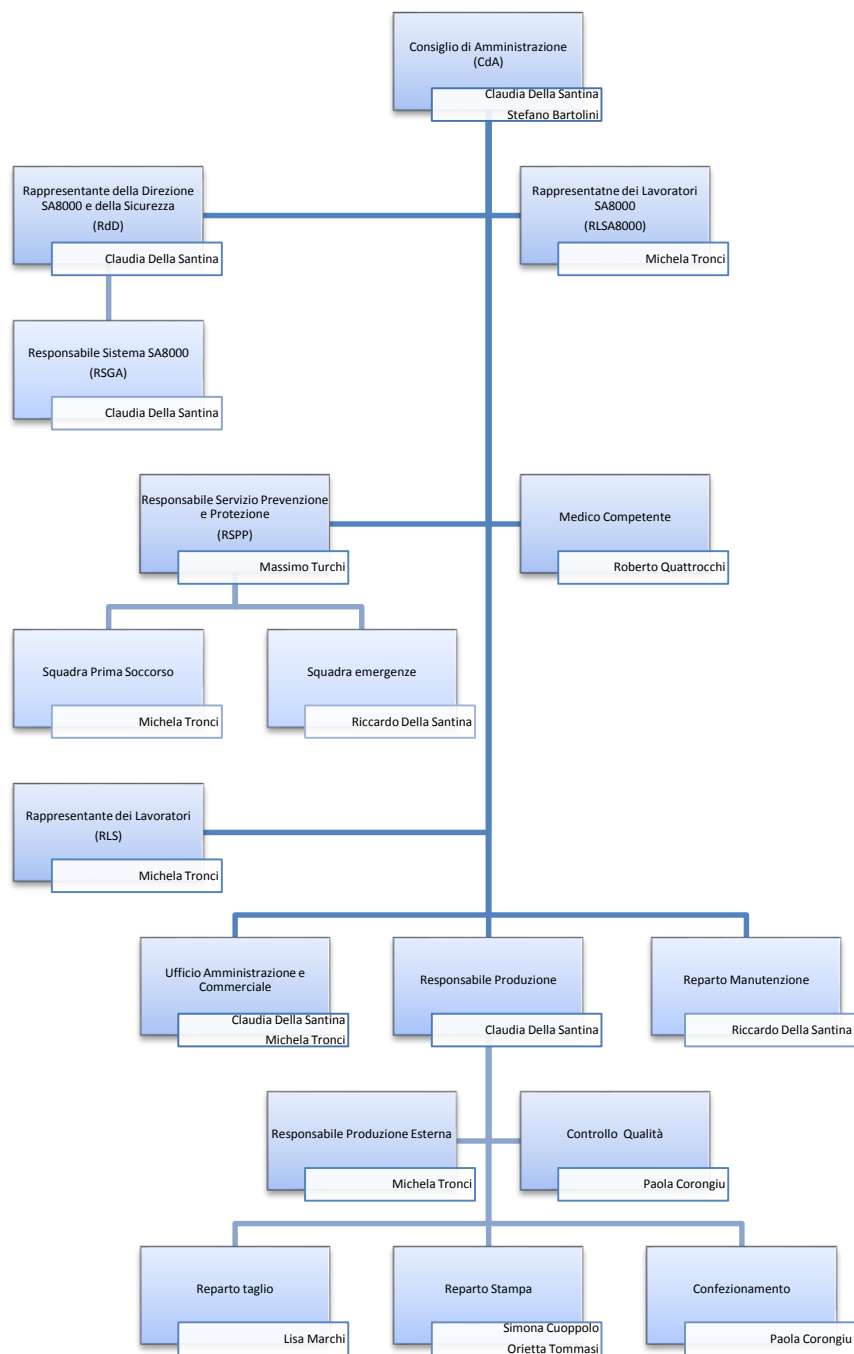 Consiglio di Amministrazione
(CdA)
Claudia Della Santina
Stefano Bartolini
Rappresentante della Direzione
SA8000 e della Sicurezza
(RdD)
Claudia Della Santina
Rappresentatne dei Lavoratori
SA8000
(RLSA8000)
Michela Tronci
Responsabile Sistema SA8000
(RSGA)
Claudia Della Santina
Responsabile Servizio Prevenzione
e Protezione
(RSPP)
Massimo Turchi
Medico Competente
Roberto Quattrocchi
Squadra Prima Soccorso
Michela Tronci
Squadra emergenze
Riccardo Della Santina
Rappresentante dei Lavoratori
(RLS)
Michela Tronci
Ufficio Amministrazione e
Commerciale
Claudia Della Santina
Michela Tronci
Responsabile Produzione
Claudia Della Santina
Reparto Manutenzione
Riccardo Della Santina
Responsabile Produzione Esterna
Michela Tronci
Controllo Qualità
Paola Corongiu
Reparto taglio
Lisa Marchi
Reparto Stampa
Simona Cuoppolo
Orietta Tommasi
Confezionamento
Paola Corongiu